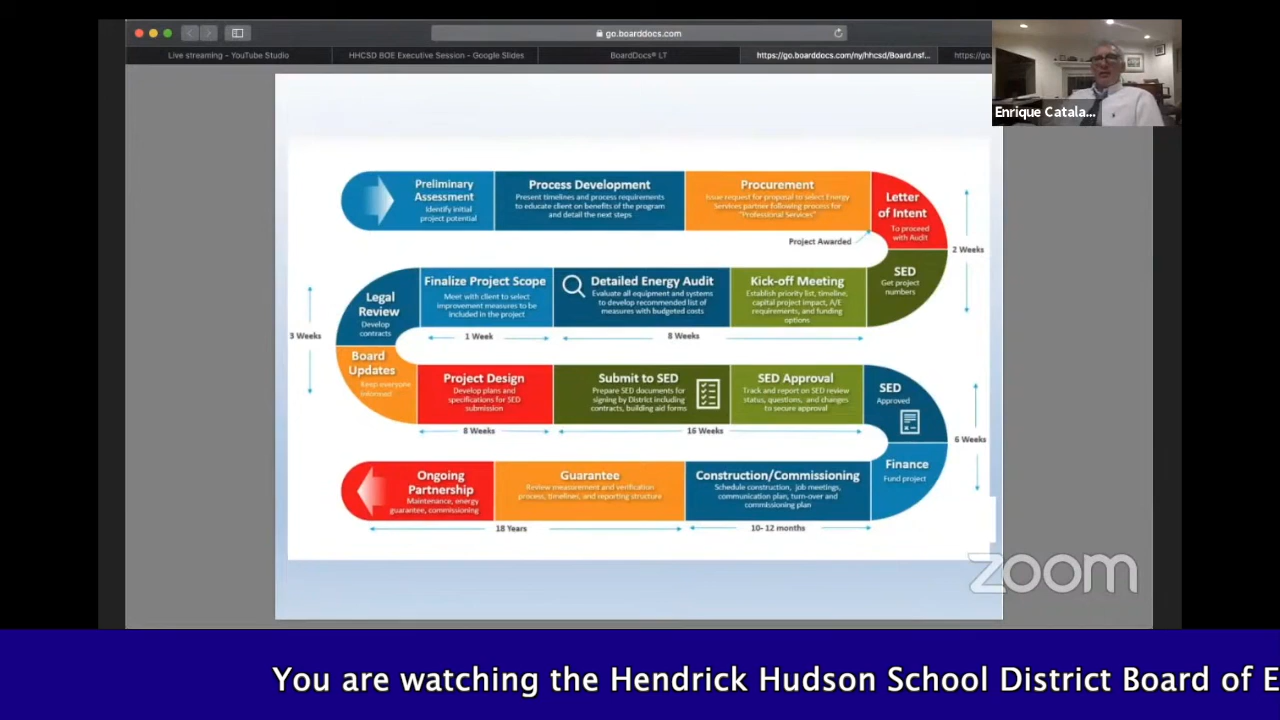 go.boarddocs.com
Live streaming – YouTube Studio
HHCSD BOE Executive Session - Google Slides
BoardDocs® LT
https://go.boarddocs.com/ny/hhcsd/Board.nsf...
https://go.
Enrique Catala...
Preliminary
Assessment
Identify initial
project potential
Process Development
Present timelines and process requirements
to educate client on benefits of the program
and detail the next steps
Procurement
Issue request for proposal to select Energy
Services partner following process for
"Professional Services"
Letter
of Intent
To proceed
with Audit
Project Awarded
2 Weeks
SED
Get project
numbers
Kick-off Meeting
Establish priority list, timeline,
capital project impact, A/E
requirements, and funding
options
Detailed Energy Audit
Evaluate all equipment and systems
to develop recommended list of
measures with budgeted costs
Finalize Project Scope
Meet with client to select
improvement measures to be
included in the project
Legal
Review
Develop
contracts
3 Weeks
1 Week
8 Weeks
Board
Updates
Keep everyone
informed
Project Design
Develop plans and
specifications for SED
submission
Submit to SED
Prepare SED documents for
signing by District including
contracts, building aid forms
SED Approval
Track and report on SED review
status, questions, and changes
to secure approval
SED
Approved
8 Weeks
16 Weeks
6 Weeks
Finance
Fund project
Construction/Commissioning
Schedule construction, job meetings,
communication plan, turn-over and
commissioning plan
Guarantee
Review measurement and verification
process, timelines, and reporting structure
Ongoing
Partnership
Maintenance, energy
guarantee, commissioning
18 Years
10- 12 months
zoom
You are watching the Hendrick Hudson School District Board of E